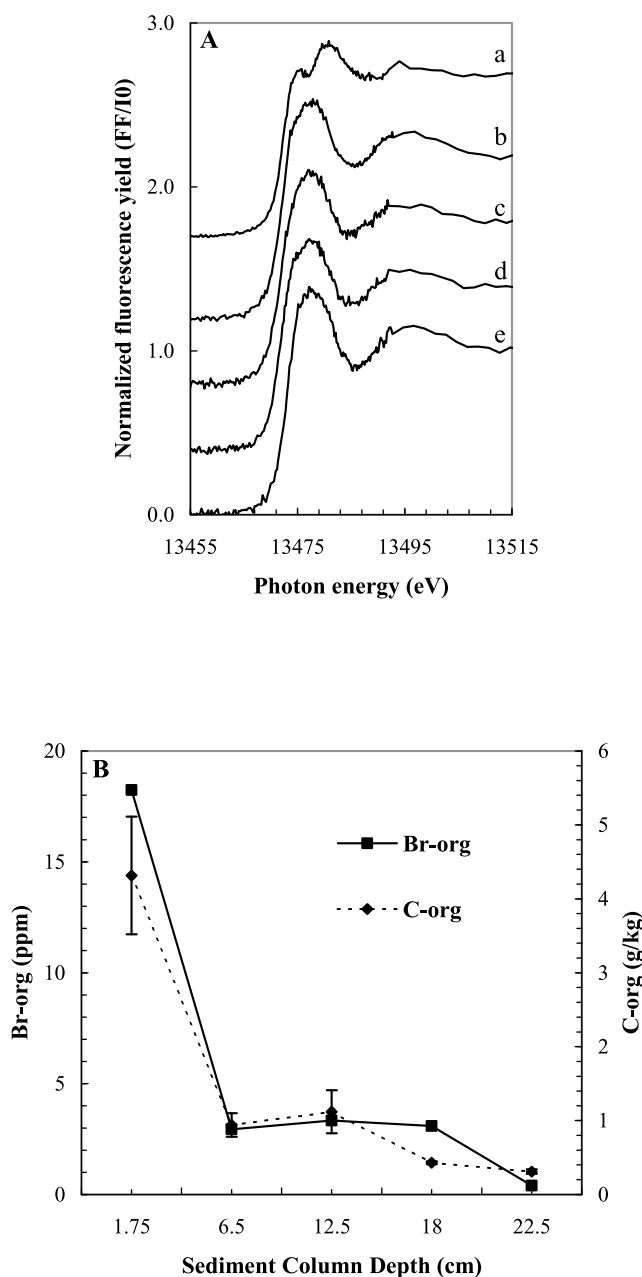 A
Normalized fluorescence yield (FF/I0)
3.0
2.0
1.0
0.0
a
b
c
d
e
13455 13475 13495 13515
Photon energy (eV)
B
Br-org (ppm)
20
15
10
5
0
Br-org
C-org
6
5
4
3
2
1
0
C-org (g/kg)
1.75 6.5 12.5 18 22.5
Sediment Column Depth (cm)